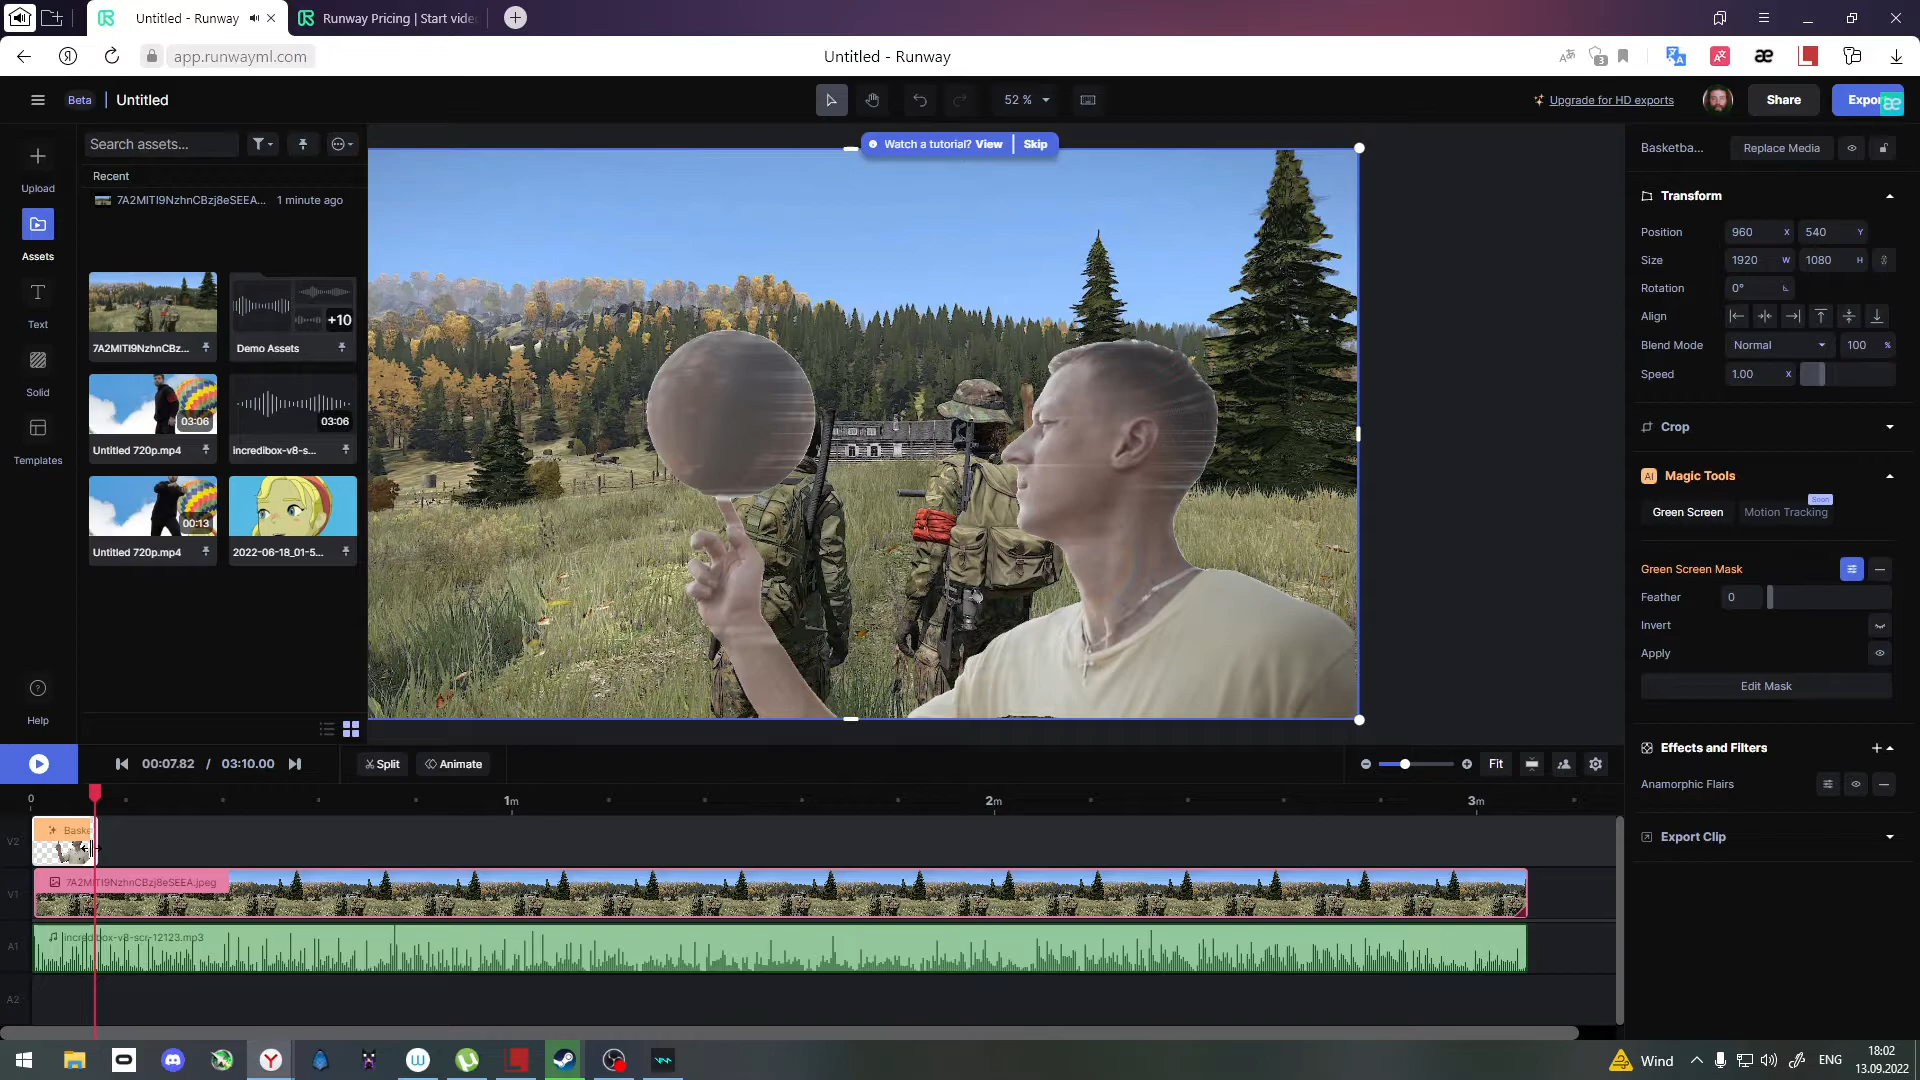 Untitled - Runway
Runway Pricing | Start vide
app.runwayml.com
Untitled - Runway
3
Beta
Untitled
52 %
Upgrade for HD exports
Share
Expo
æ
Search assets...
Watch a tutorial? View
Skip
Basketba...
Replace Media
Upload
Assets
Text
Solid
Templates
Help
Recent
7A2MITI9NzhnCBzj8eSEEA...
1 minute ago
7A2MITI9NzhnCBz...
+10
Demo Assets
03:06
Untitled 720p.mp4
03:06
incredibox-v8-s...
00:13
Untitled 720p.mp4
2022-06-18_01-5...
Transform
Position
960 X
540 Y
Size
1920 W
1080 H
Rotation
0°
Align
Blend Mode
Normal
100 %
Speed
1.00 X
Crop
AI Magic Tools
Soon
Green Screen
Motion Tracking
Green Screen Mask
Feather
0
Invert
Apply
Edit Mask
Effects and Filters
Anamorphic Flairs
Export Clip
00:07.82 / 03:10.00
Split
Animate
Fit
0
1m
2m
3m
V2
Baske
V1
7A2MITI9NzhnCBzj8eSEEA.jpeg
A1
incredibox-v8-scr-12123.mp3
A2
Wind
ENG
18:02
13.09.2022